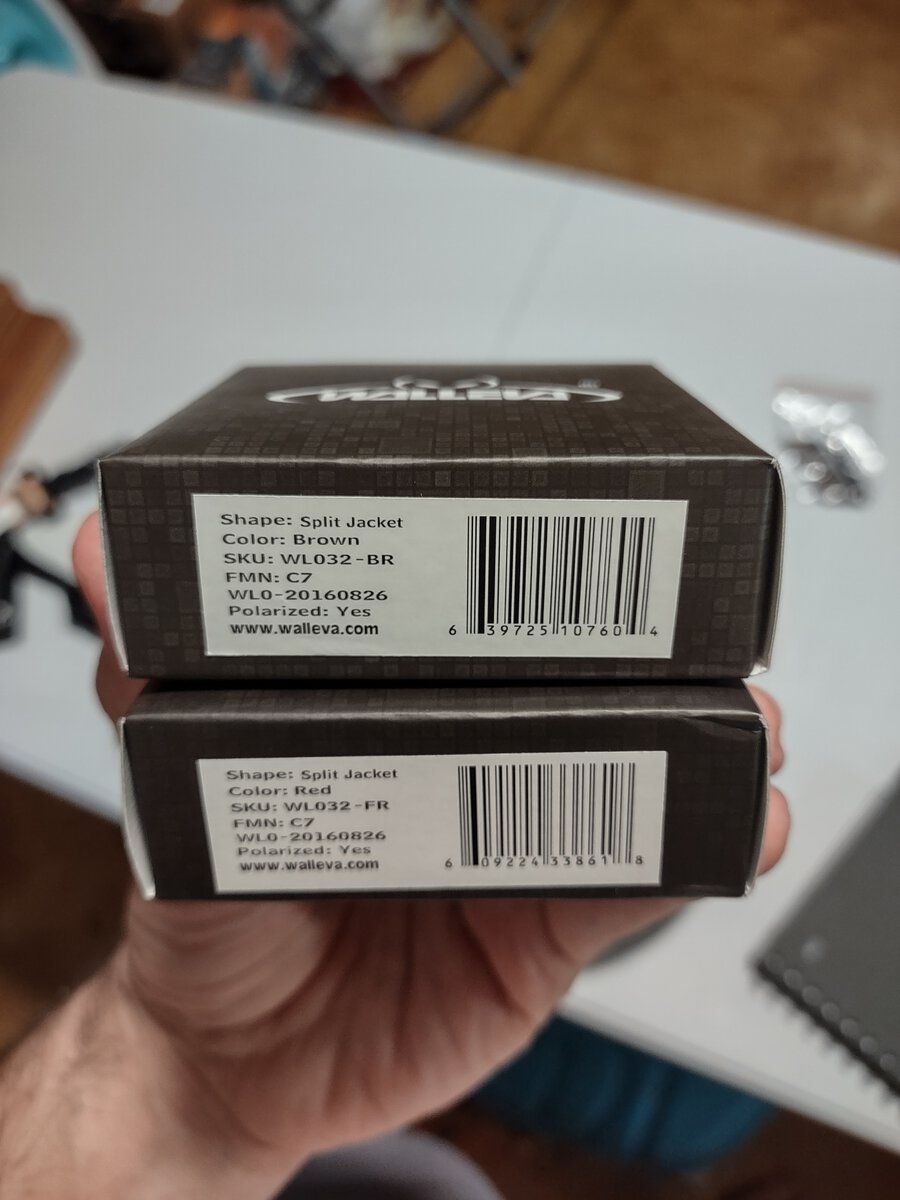 WALLEVA
Shape: Split Jacket
Color: Brown
SKU: WL032-BR
FMN: C7
WL0-20160826
Polarized: Yes
www.walleva.com
6 39725 10760 4
Shape: Split Jacket
Color: Red
SKU: WL032-FR
FMN: C7
WL0-20160826
Polarized: Yes
www.walleva.com
6 09224 33861 8